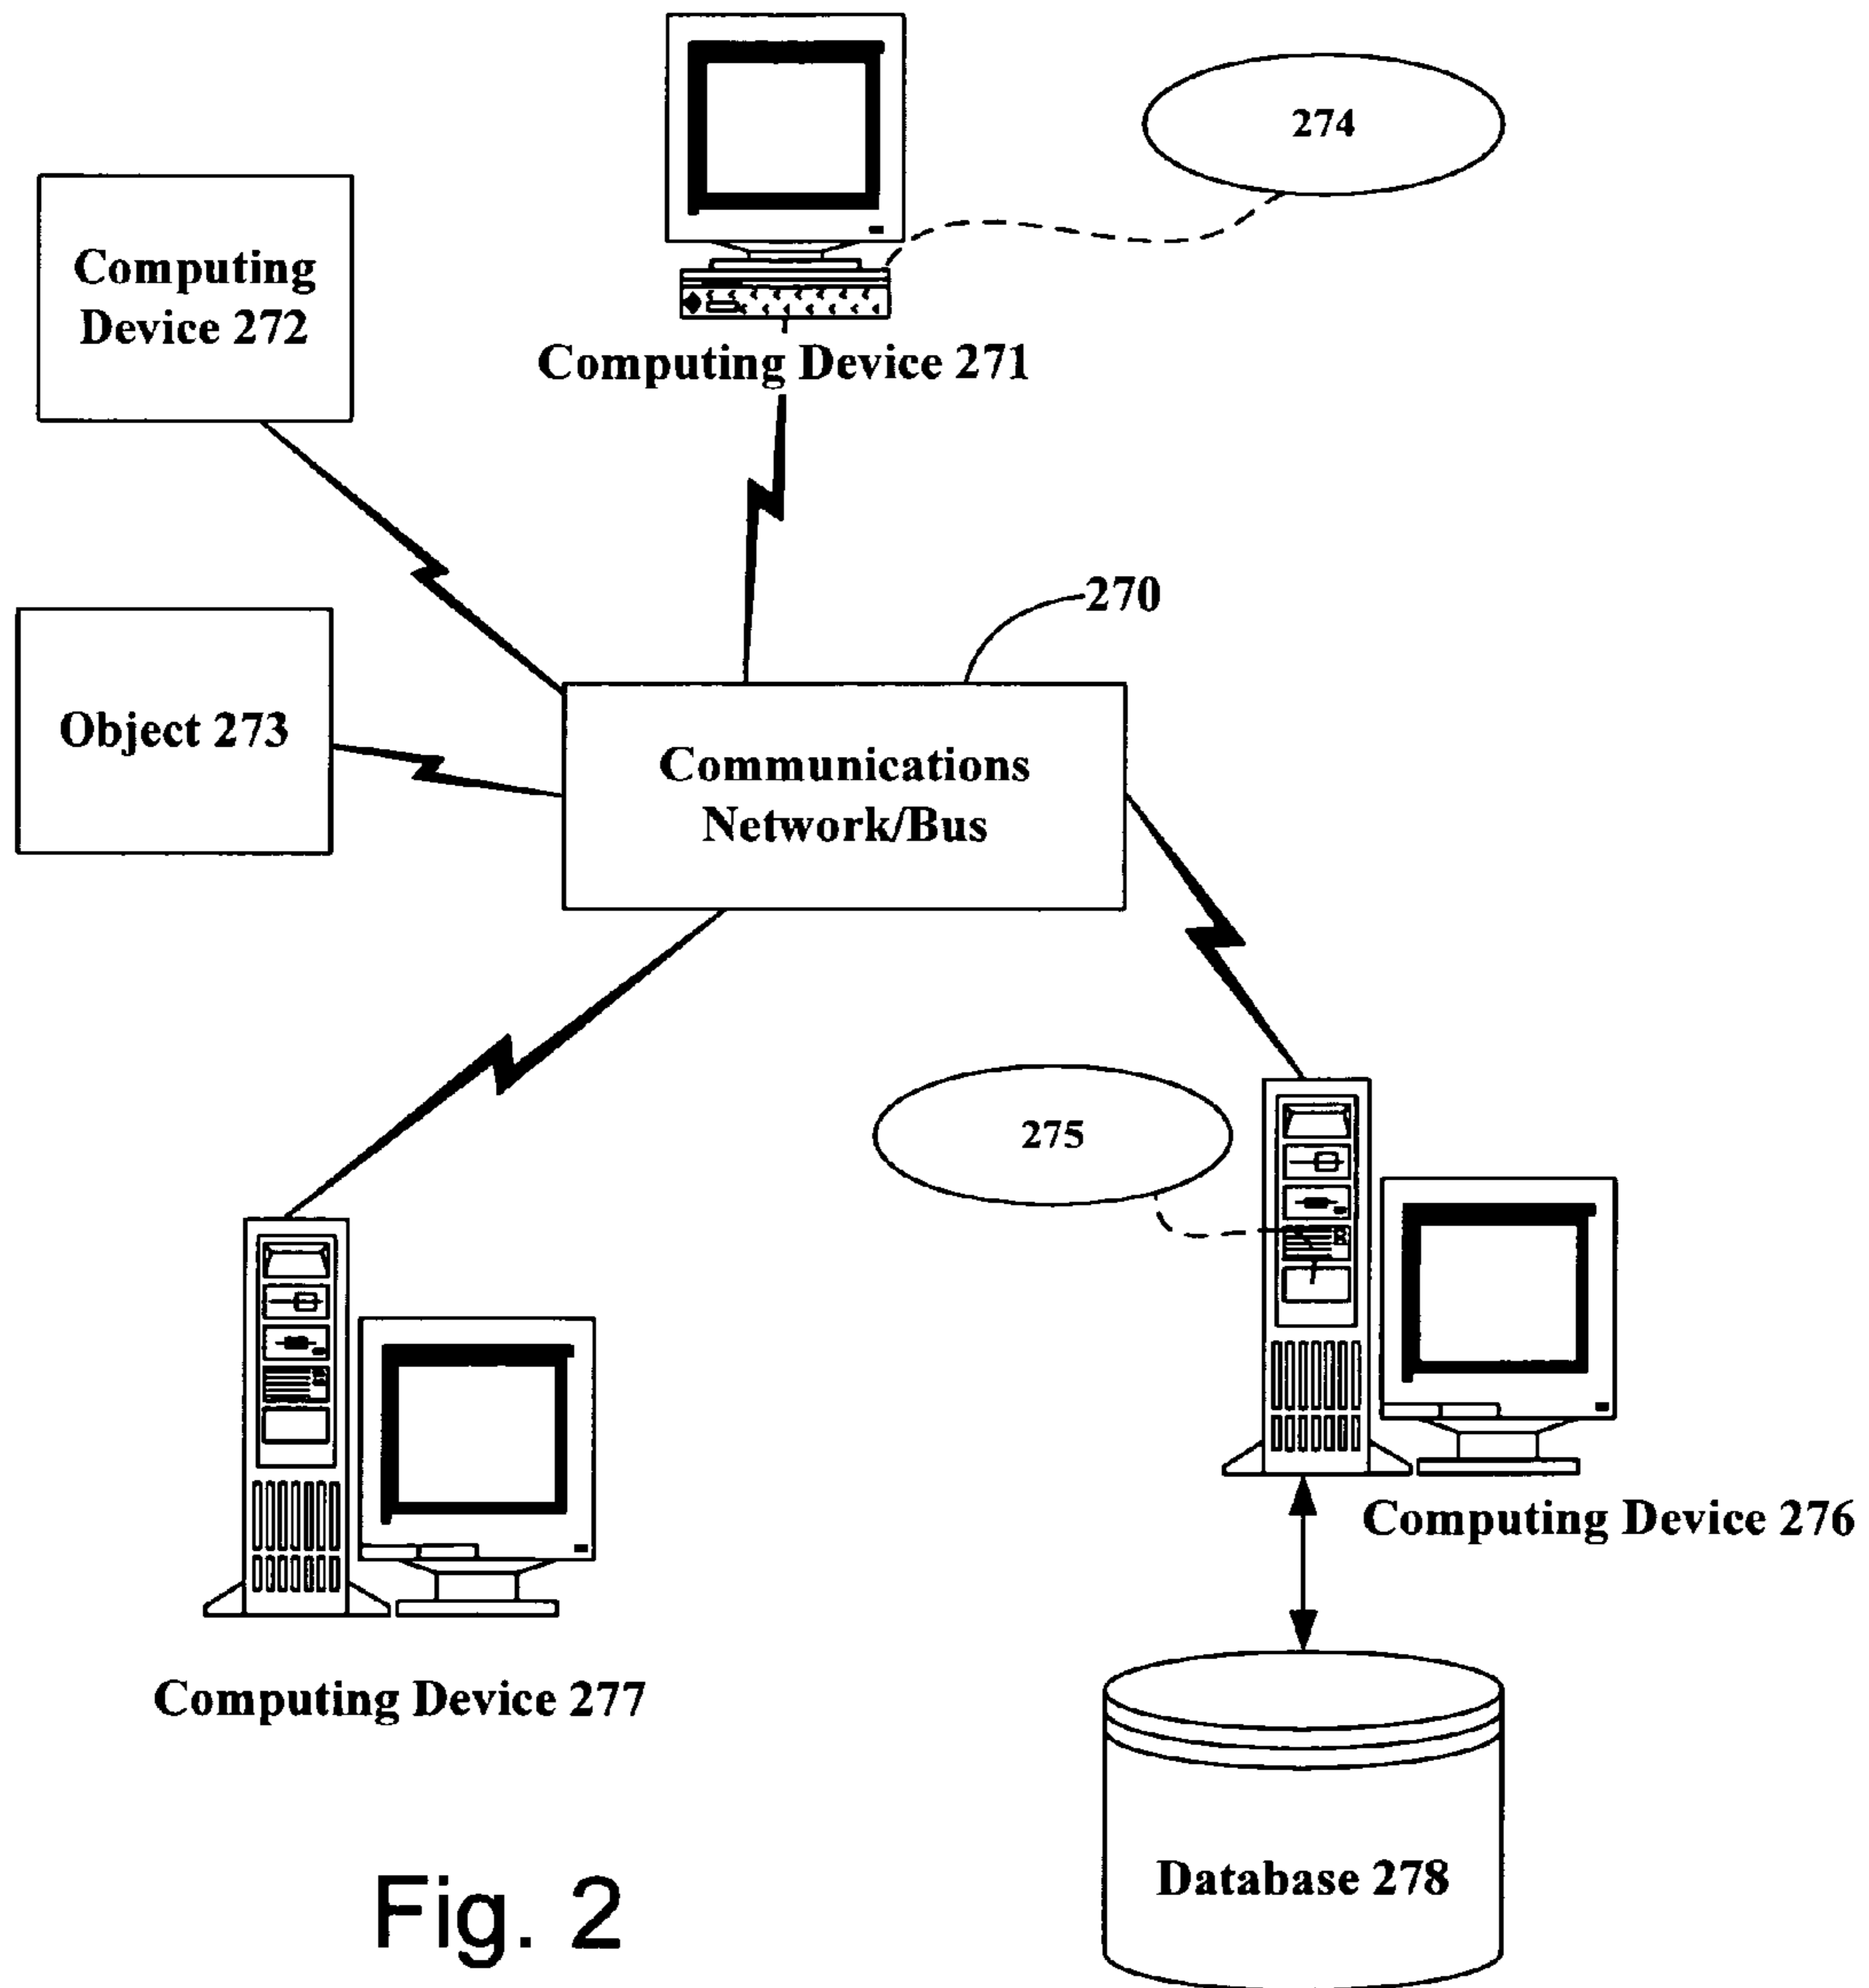 274
Computing
Device 272
Computing Device 271
270
Object 273
Communications
Network/Bus
275
Computing Device 276
Computing Device 277
Database 278
Fig. 2